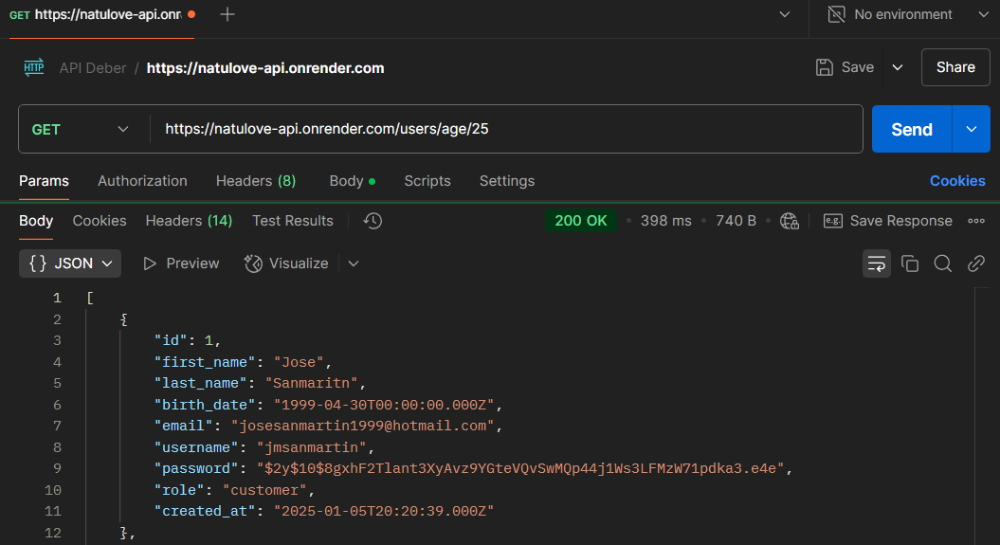 GET https://natulove-api.onr
No environment
HTTP API Deber / https://natulove-api.onrender.com
Save
Share
GET https://natulove-api.onrender.com/users/age/25
Send
Params Authorization Headers (8) Body Scripts Settings Cookies
Body Cookies Headers (14) Test Results 200 OK 398 ms 740 B e.g. Save Response
{} JSON Preview Visualize
1 [
2 {
3 "id": 1,
4 "first_name": "Jose",
5 "last_name": "Sanmaritn",
6 "birth_date": "1999-04-30T00:00:00.000Z",
7 "email": "josesanmartin1999@hotmail.com",
8 "username": "jmsanmartin",
9 "password": "$2y$10$8gxhF2Tlant3XyAvz9YGteVQvSwMQp44j1Ws3LFMzW71pdka3.e4e",
10 "role": "customer",
11 "created_at": "2025-01-05T20:20:39.000Z"
12 },